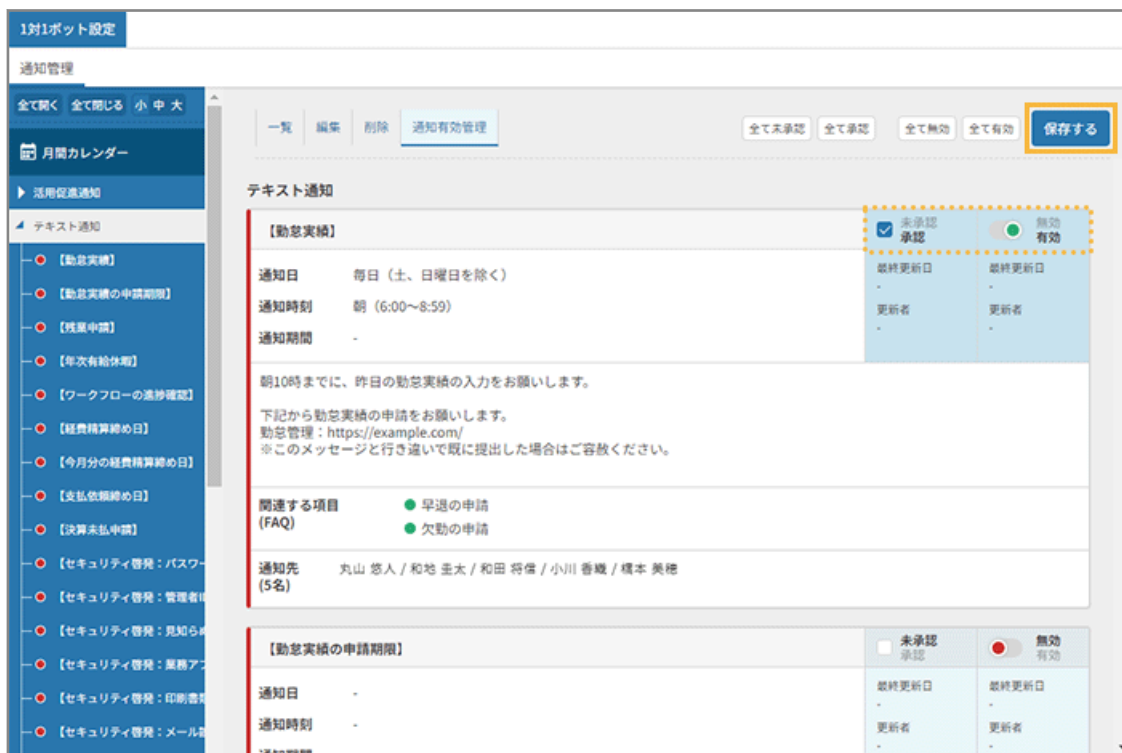 1対1ボット設定
通知管理
全て開く 全て閉じる 小 中 大
月間カレンダー
活用促進通知
テキスト通知
【勤怠実績】
【勤怠実績の申請期限】
【残業申請】
【年次有給休暇】
【ワークフローの進捗確認】
【経費精算締め日】
【今月分の経費精算締め日】
【支払依頼締め日】
【決算未払申請】
【セキュリティ啓発：パスワー
【セキュリティ啓発：管理者
【セキュリティ啓発：見知らぬ
【セキュリティ啓発：業務ア
【セキュリティ啓発：印刷書類
【セキュリティ啓発：メール
一覧 編集 削除 通知有効管理
全て未承認 全て承認 全て無効 全て有効 保存する
テキスト通知
【勤怠実績】
未承認
承認
無効
有効
通知日 毎日（土、日曜日を除く）
通知時刻 朝（6:00〜8:59）
通知期間 -
最終更新日
-
更新者
-
最終更新日
-
更新者
-
朝10時までに、昨日の勤怠実績の入力をお願いします。
下記から勤怠実績の申請をお願いします。
勤怠管理：https://example.com/
※このメッセージと行き違いで既に提出した場合はご容赦ください。
関連する項目
(FAQ)
早退の申請
欠勤の申請
通知先
(5名)
丸山 悠人 / 和地 圭太 / 和田 将信 / 小川 香織 / 橋本 美穂
【勤怠実績の申請期限】
未承認
承認
無効
有効
通知日 -
通知時刻 -
通知期間
最終更新日
-
更新者
-
最終更新日
-
更新者
-